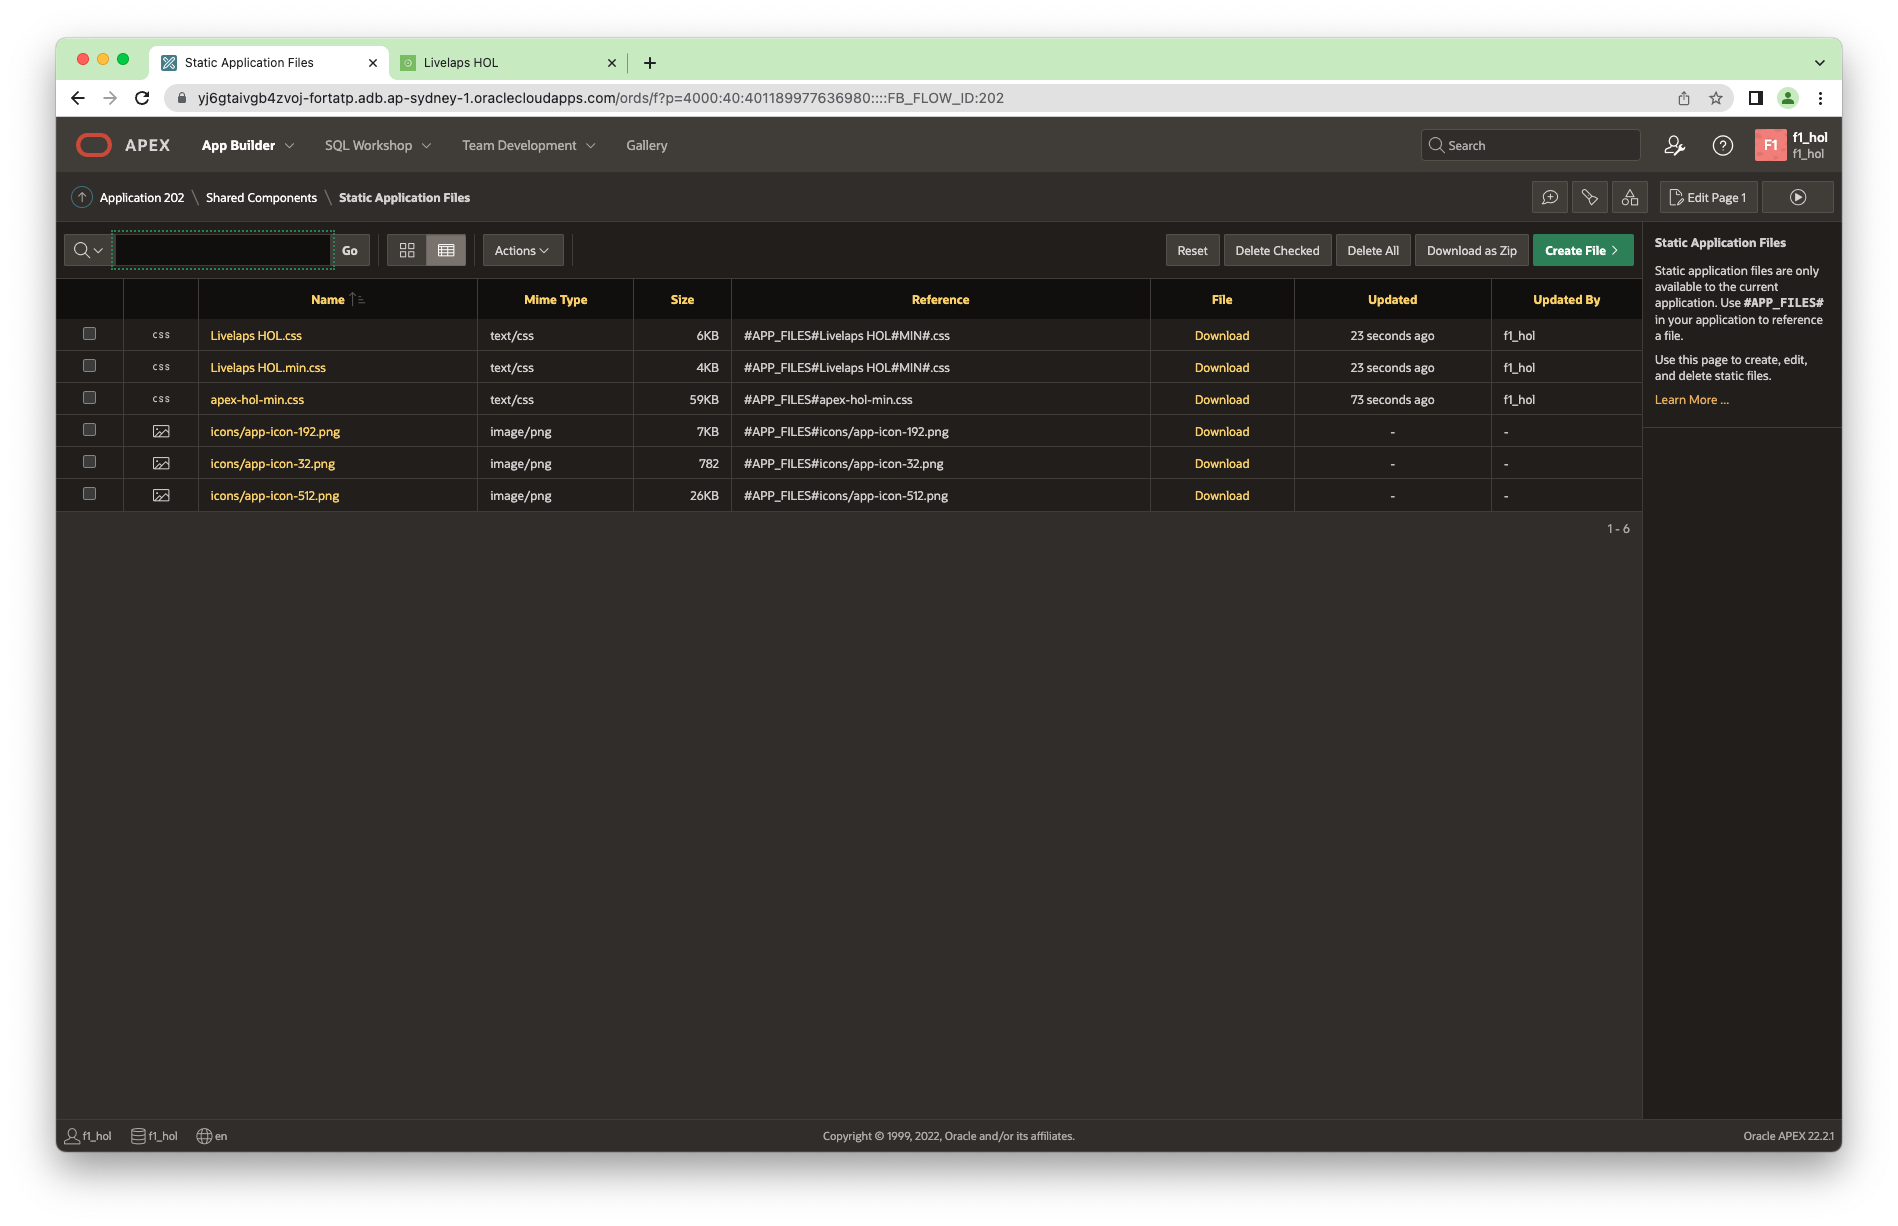 Static Application Files
Livelaps HOL
yj6gtaivgb4zvoj-fortatp.adb.ap-sydney-1.oraclecloudapps.com/ords/f?p=4000:40:401189977636980::::FB_FLOW_ID:202
APEX App Builder SQL Workshop Team Development Gallery Search F1 f1_hol
f1_hol
Application 202 \ Shared Components \ Static Application Files Edit Page 1
Go Actions Reset Delete Checked Delete All Download as Zip Create File
Name Mime Type Size Reference File Updated Updated By
css Livelaps HOL.css text/css 6KB #APP_FILES#Livelaps HOL#MIN#.css Download 23 seconds ago f1_hol
css Livelaps HOL.min.css text/css 4KB #APP_FILES#Livelaps HOL#MIN#.css Download 23 seconds ago f1_hol
css apex-hol-min.css text/css 59KB #APP_FILES#apex-hol-min.css Download 73 seconds ago f1_hol
icons/app-icon-192.png image/png 7KB #APP_FILES#icons/app-icon-192.png Download - -
icons/app-icon-32.png image/png 782 #APP_FILES#icons/app-icon-32.png Download - -
icons/app-icon-512.png image/png 26KB #APP_FILES#icons/app-icon-512.png Download - -
1 - 6
Static Application Files
Static application files are only
available to the current
application. Use #APP_FILES#
in your application to reference
a file.
Use this page to create, edit,
and delete static files.
Learn More ...
f1_hol f1_hol en Copyright © 1999, 2022, Oracle and/or its affiliates. Oracle APEX 22.2.1